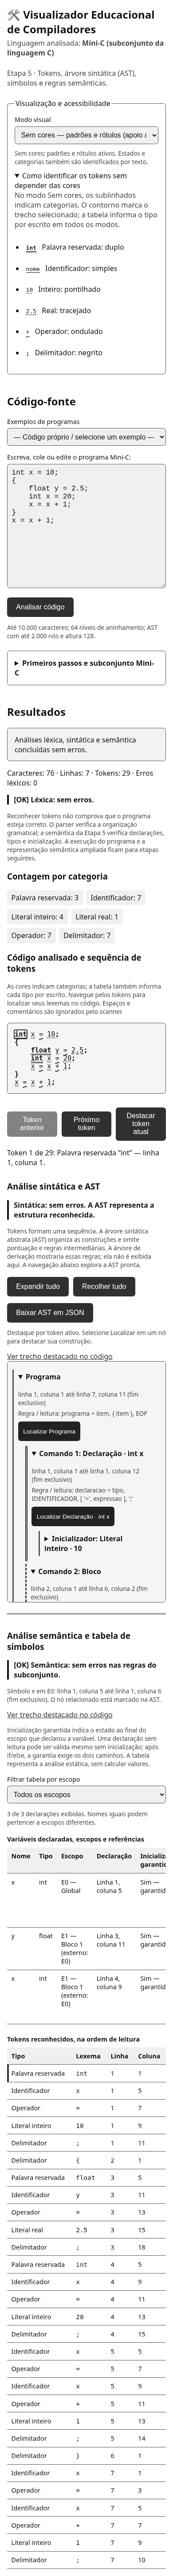 🛠️ Visualizador Educacional
de Compiladores
Linguagem analisada: Mini-C (subconjunto da
linguagem C)
Etapa 5 · Tokens, árvore sintática (AST),
símbolos e regras semânticas.
Visualização e acessibilidade
Modo visual
Sem cores — padrões e rótulos (apoio a
Sem cores: padrões e rótulos ativos. Estados e
categorias também são identificados por texto.
▼ Como identificar os tokens sem
depender das cores
No modo Sem cores, os sublinhados
indicam categorias. O contorno marca o
trecho selecionado; a tabela informa o tipo
por escrito em todos os modos.
• int Palavra reservada: duplo
• nome Identificador: simples
• 10 Inteiro: pontilhado
• 2.5 Real: tracejado
• + Operador: ondulado
• ; Delimitador: negrito
Código-fonte
Exemplos de programas
— Código próprio / selecione um exemplo —
Escreva, cole ou edite o programa Mini-C:
int x = 10;
{
    float y = 2.5;
    int x = 20;
    x = x + 1;
}
x = x + 1;
Analisar código
Até 10.000 caracteres; 64 níveis de aninhamento; AST
com até 2.000 nós e altura 128.
▶ Primeiros passos e subconjunto Mini-
C
Resultados
Análises léxica, sintática e semântica
concluídas sem erros.
Caracteres: 76 · Linhas: 7 · Tokens: 29 · Erros
léxicos: 0
[OK] Léxica: sem erros.
Reconhecer tokens não comprova que o programa
esteja correto. O parser verifica a organização
gramatical; a semântica da Etapa 5 verifica declarações,
tipos e inicialização. A execução do programa e a
representação semântica ampliada ficam para etapas
seguintes.
Contagem por categoria
Palavra reservada: 3 Identificador: 7
Literal inteiro: 4 Literal real: 1
Operador: 7 Delimitador: 7
Código analisado e sequência de
tokens
As cores indicam categorias; a tabela também informa
cada tipo por escrito. Navegue pelos tokens para
localizar seus lexemas no código. Espaços e
comentários são ignorados pelo scanner.
int x = 10;
{
    float y = 2.5;
    int x = 20;
    x = x + 1;
}
x = x + 1;
Token
anterior
Próximo
token
Destacar
token
atual
Token 1 de 29: Palavra reservada “int” — linha
1, coluna 1.
Análise sintática e AST
Sintática: sem erros. A AST representa a
estrutura reconhecida.
Tokens formam uma sequência. A árvore sintática
abstrata (AST) organiza as construções e omite
pontuação e regras intermediárias. A árvore de
derivação mostraria essas regras; ela não é exibida
aqui. A navegação abaixo explora a AST pronta.
Expandir tudo
Recolher tudo
Baixar AST em JSON
Destaque por token ativo. Selecione Localizar em um nó
para destacar sua construção.
Ver trecho destacado no código
▼ Programa
linha 1, coluna 1 até linha 7, coluna 11 (fim
exclusivo)
Regra / leitura: programa = item, { item }, EOF
Localizar Programa
▼ Comando 1: Declaração · int x
linha 1, coluna 1 até linha 1, coluna 12
(fim exclusivo)
Regra / leitura: declaracao = tipo,
IDENTIFICADOR, [ '=', expressao ], ';'
Localizar Declaração · int x
▶ Inicializador: Literal
inteiro · 10
▼ Comando 2: Bloco
linha 2, coluna 1 até linha 6, coluna 2 (fim
exclusivo)
Análise semântica e tabela de
símbolos
[OK] Semântica: sem erros nas regras do
subconjunto.
Símbolo x em E0: linha 1, coluna 5 até linha 1, coluna 6
(fim exclusivo). O nó relacionado está marcado na AST.
Ver trecho destacado no código
Inicialização garantida indica o estado ao final do
escopo que declarou a variável. Uma declaração sem
valor pode ser válida mesmo sem inicialização; após
if/else, a garantia exige os dois caminhos. A tabela
representa a análise estática, sem calcular valores.
Filtrar tabela por escopo
Todos os escopos
3 de 3 declarações exibidas. Nomes iguais podem
pertencer a escopos diferentes.
Variáveis declaradas, escopos e referências
Nome Tipo Escopo Declaração Inicializa
garantid
x int E0 — Global Linha 1, coluna 5 Sim — garantid
y float E1 — Bloco 1 (externo: E0) Linha 3, coluna 11 Sim — garantid
x int E1 — Bloco 1 (externo: E0) Linha 4, coluna 9 Sim — garantid
Tokens reconhecidos, na ordem de leitura
Tipo Lexema Linha Coluna
Palavra reservada int 1 1
Identificador x 1 5
Operador = 1 7
Literal inteiro 10 1 9
Delimitador ; 1 11
Delimitador { 2 1
Palavra reservada float 3 5
Identificador y 3 11
Operador = 3 13
Literal real 2.5 3 15
Delimitador ; 3 18
Palavra reservada int 4 5
Identificador x 4 9
Operador = 4 11
Literal inteiro 20 4 13
Delimitador ; 4 15
Identificador x 5 5
Operador = 5 7
Identificador x 5 9
Operador + 5 11
Literal inteiro 1 5 13
Delimitador ; 5 14
Delimitador } 6 1
Identificador x 7 1
Operador = 7 3
Identificador x 7 5
Operador + 7 7
Literal inteiro 1 7 9
Delimitador ; 7 10